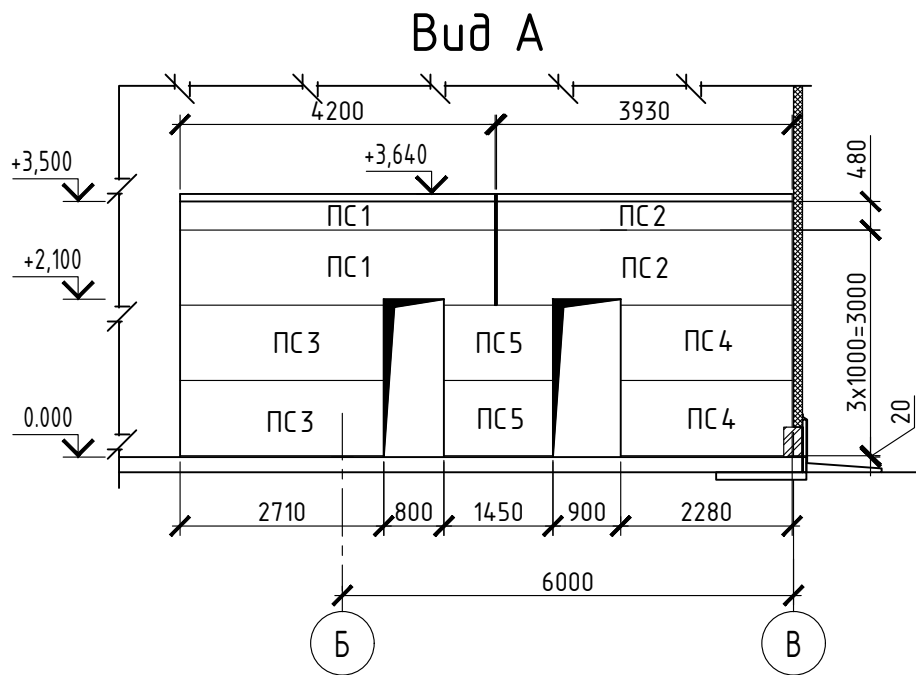 Вид А
4200
3930
+3,500
+3,640
480
ПС1
ПС2
+2,100
ПС1
ПС2
3х1000=3000
ПС3
ПС5
ПС4
20
0.000
ПС3
ПС5
ПС4
2710
800
1450
900
2280
6000
Б
В